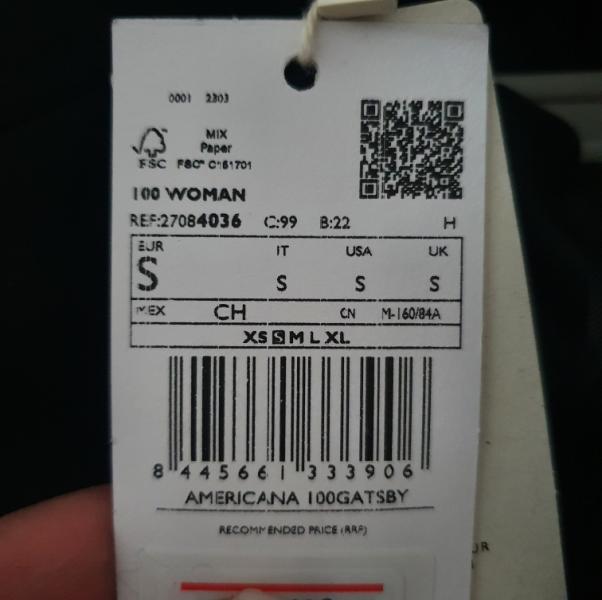 0001 2303
MIX
Paper
FSC FSC® C151701
100 WOMAN
REF:27084036 C:99 B:22 H
EUR IT USA UK
S S S S
MEX CH CN M-160/84A
XS S M L XL
8 445661 333906
AMERICANA 100GATSBY
RECOMMENDED PRICE (RRP)